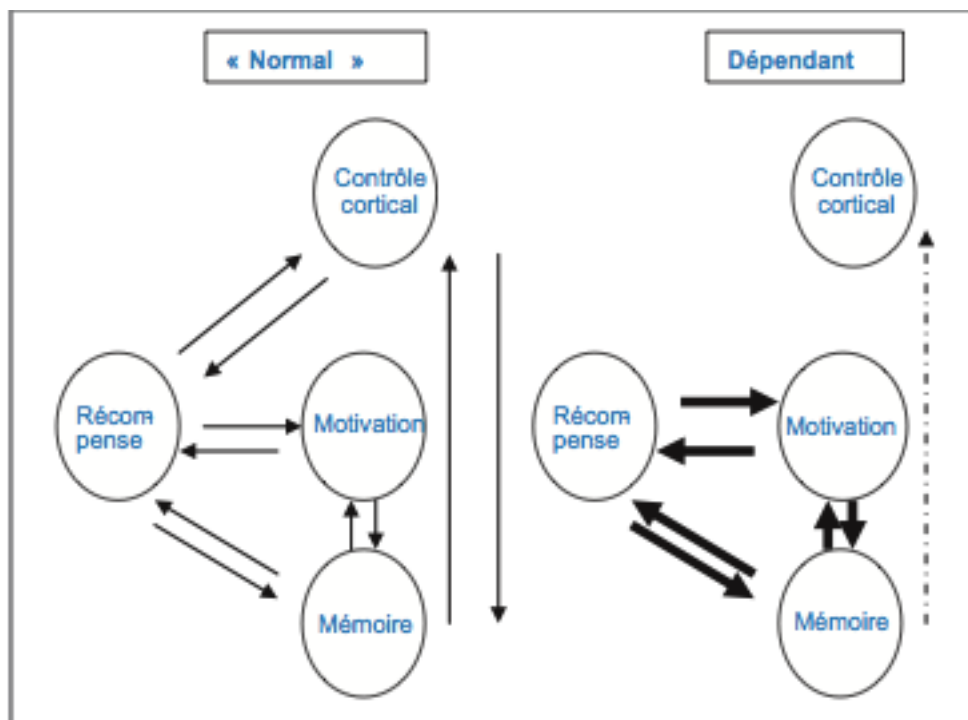 « Normal »
Dépendant
Contrôle
cortical
Contrôle
cortical
Récom
pense
Motivation
Récom
pense
Motivation
Mémoire
Mémoire